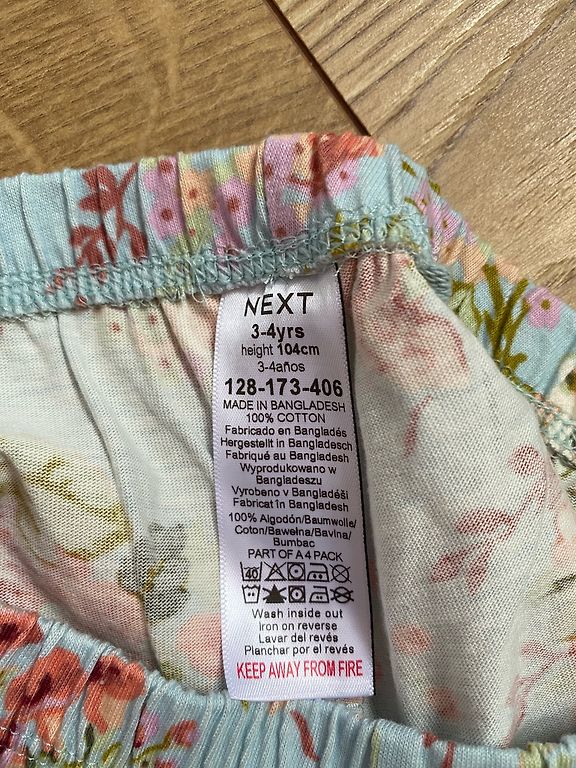 NEXT
3-4yrs
height 104cm
3-4años
128-173-406
MADE IN BANGLADESH
100% COTTON
Fabricado en Bangladés
Hergestellt in Bangladesch
Fabriqué au Bangladesh
Wyprodukowano w
Bangladeszu
Vyrobeno v Bangladéši
Fabricat în Bangladesh
100% Algodón/Baumwolle/
Coton/Bawełna/Bavlna/
Bumbac
PART OF A 4 PACK
40
Wash inside out
Iron on reverse
Lavar del revés
Planchar por el revés
KEEP AWAY FROM FIRE